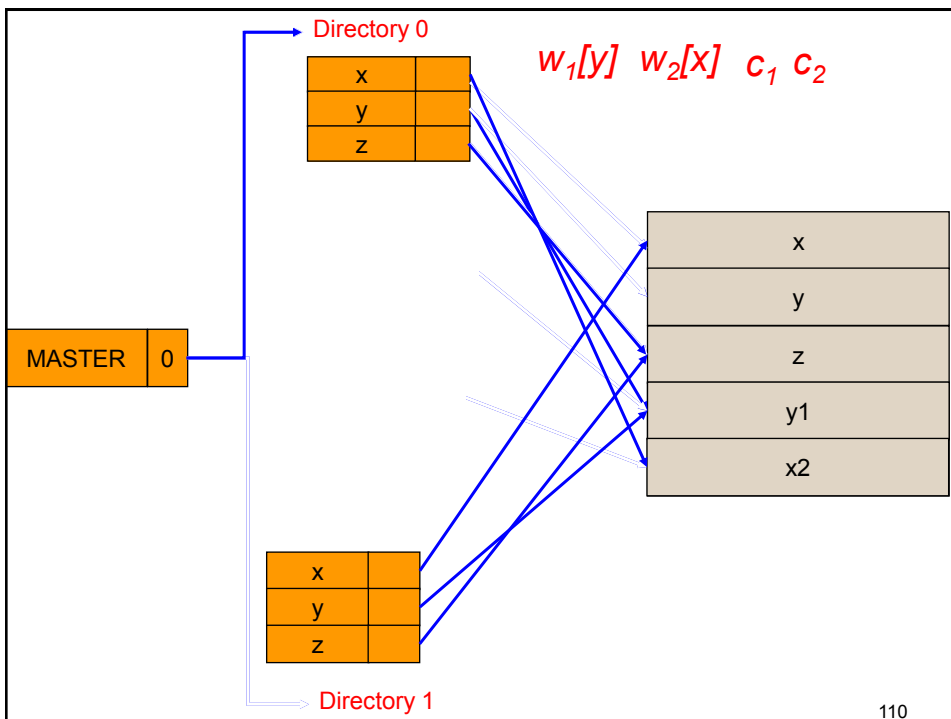 Directory 0
w1[y] w2[x] c1 c2
x
y
z
x
y
MASTER 0
z
y1
x2
x
y
z
Directory 1
110